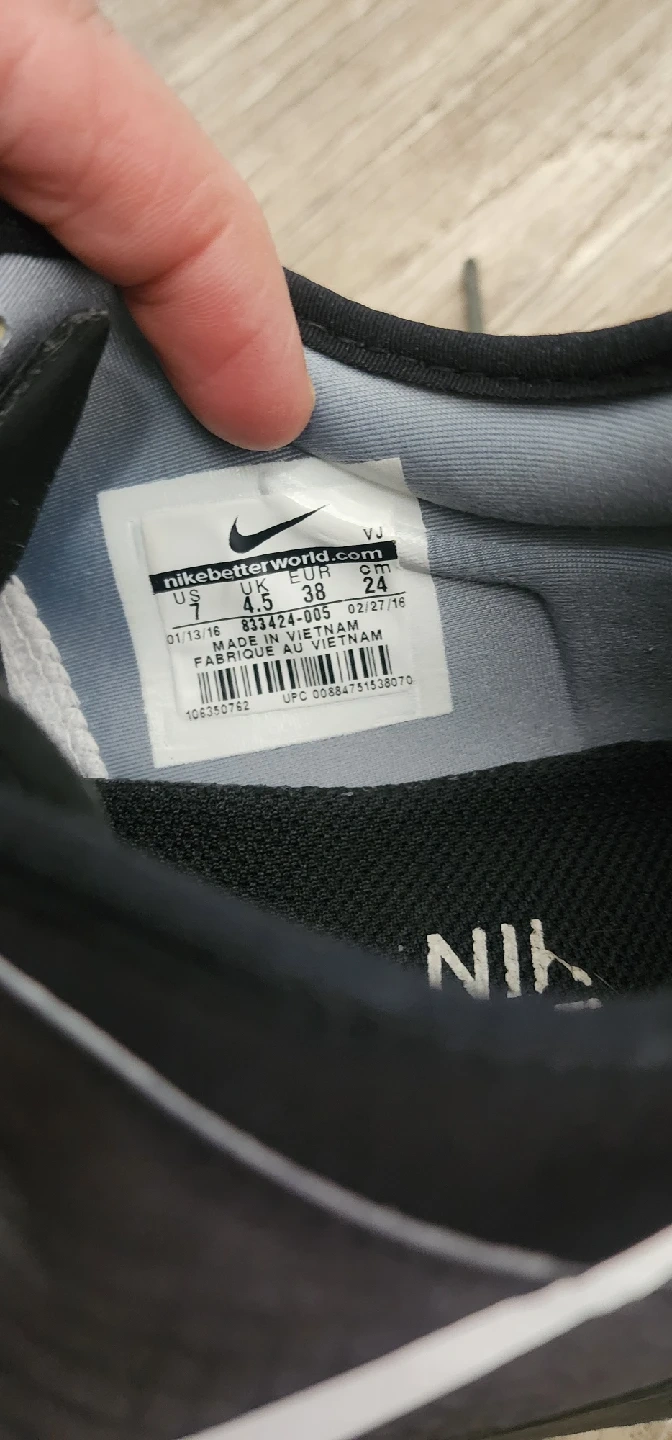 VJ
nikebetterworld.com
US UK EUR cm
7 4.5 38 24
01/13/16 833424-005 02/27/16
MADE IN VIETNAM
FABRIQUE AU VIETNAM
106350762 UPC 00884751538070
NIK